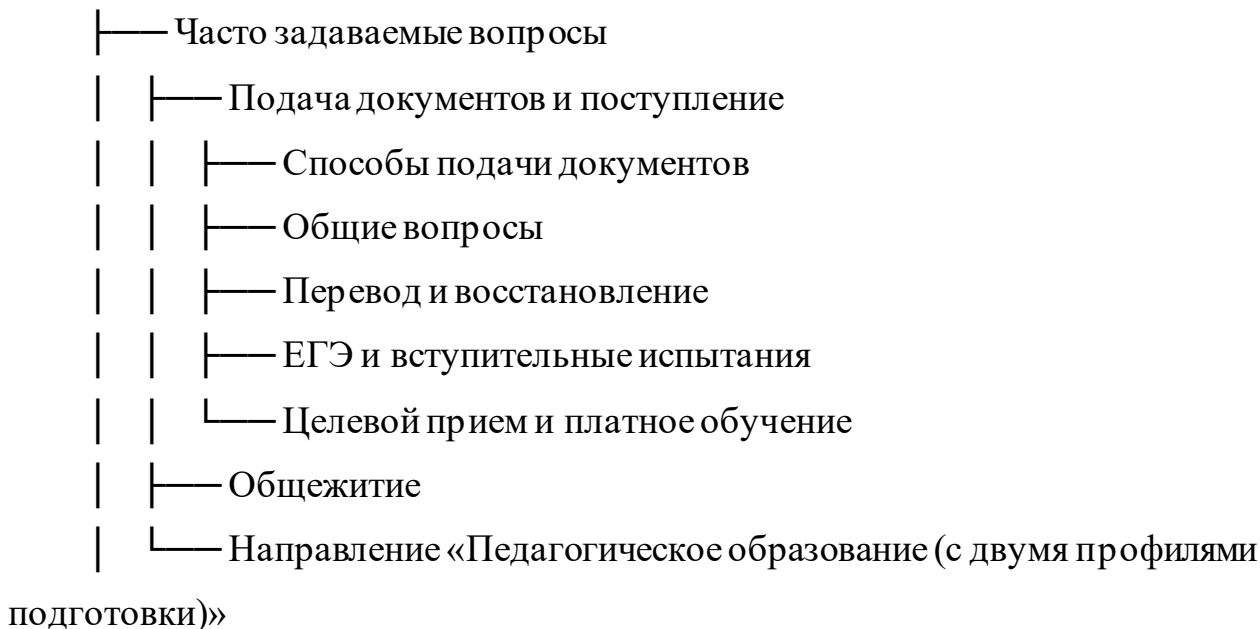 ├── Часто задаваемые вопросы
│ ├── Подача документов и поступление
│ │ ├── Способы подачи документов
│ │ ├── Общие вопросы
│ │ ├── Перевод и восстановление
│ │ ├── ЕГЭ и вступительные испытания
│ │ └── Целевой прием и платное обучение
│ ├── Общежитие
│ └── Направление «Педагогическое образование (с двумя профилями
подготовки)»